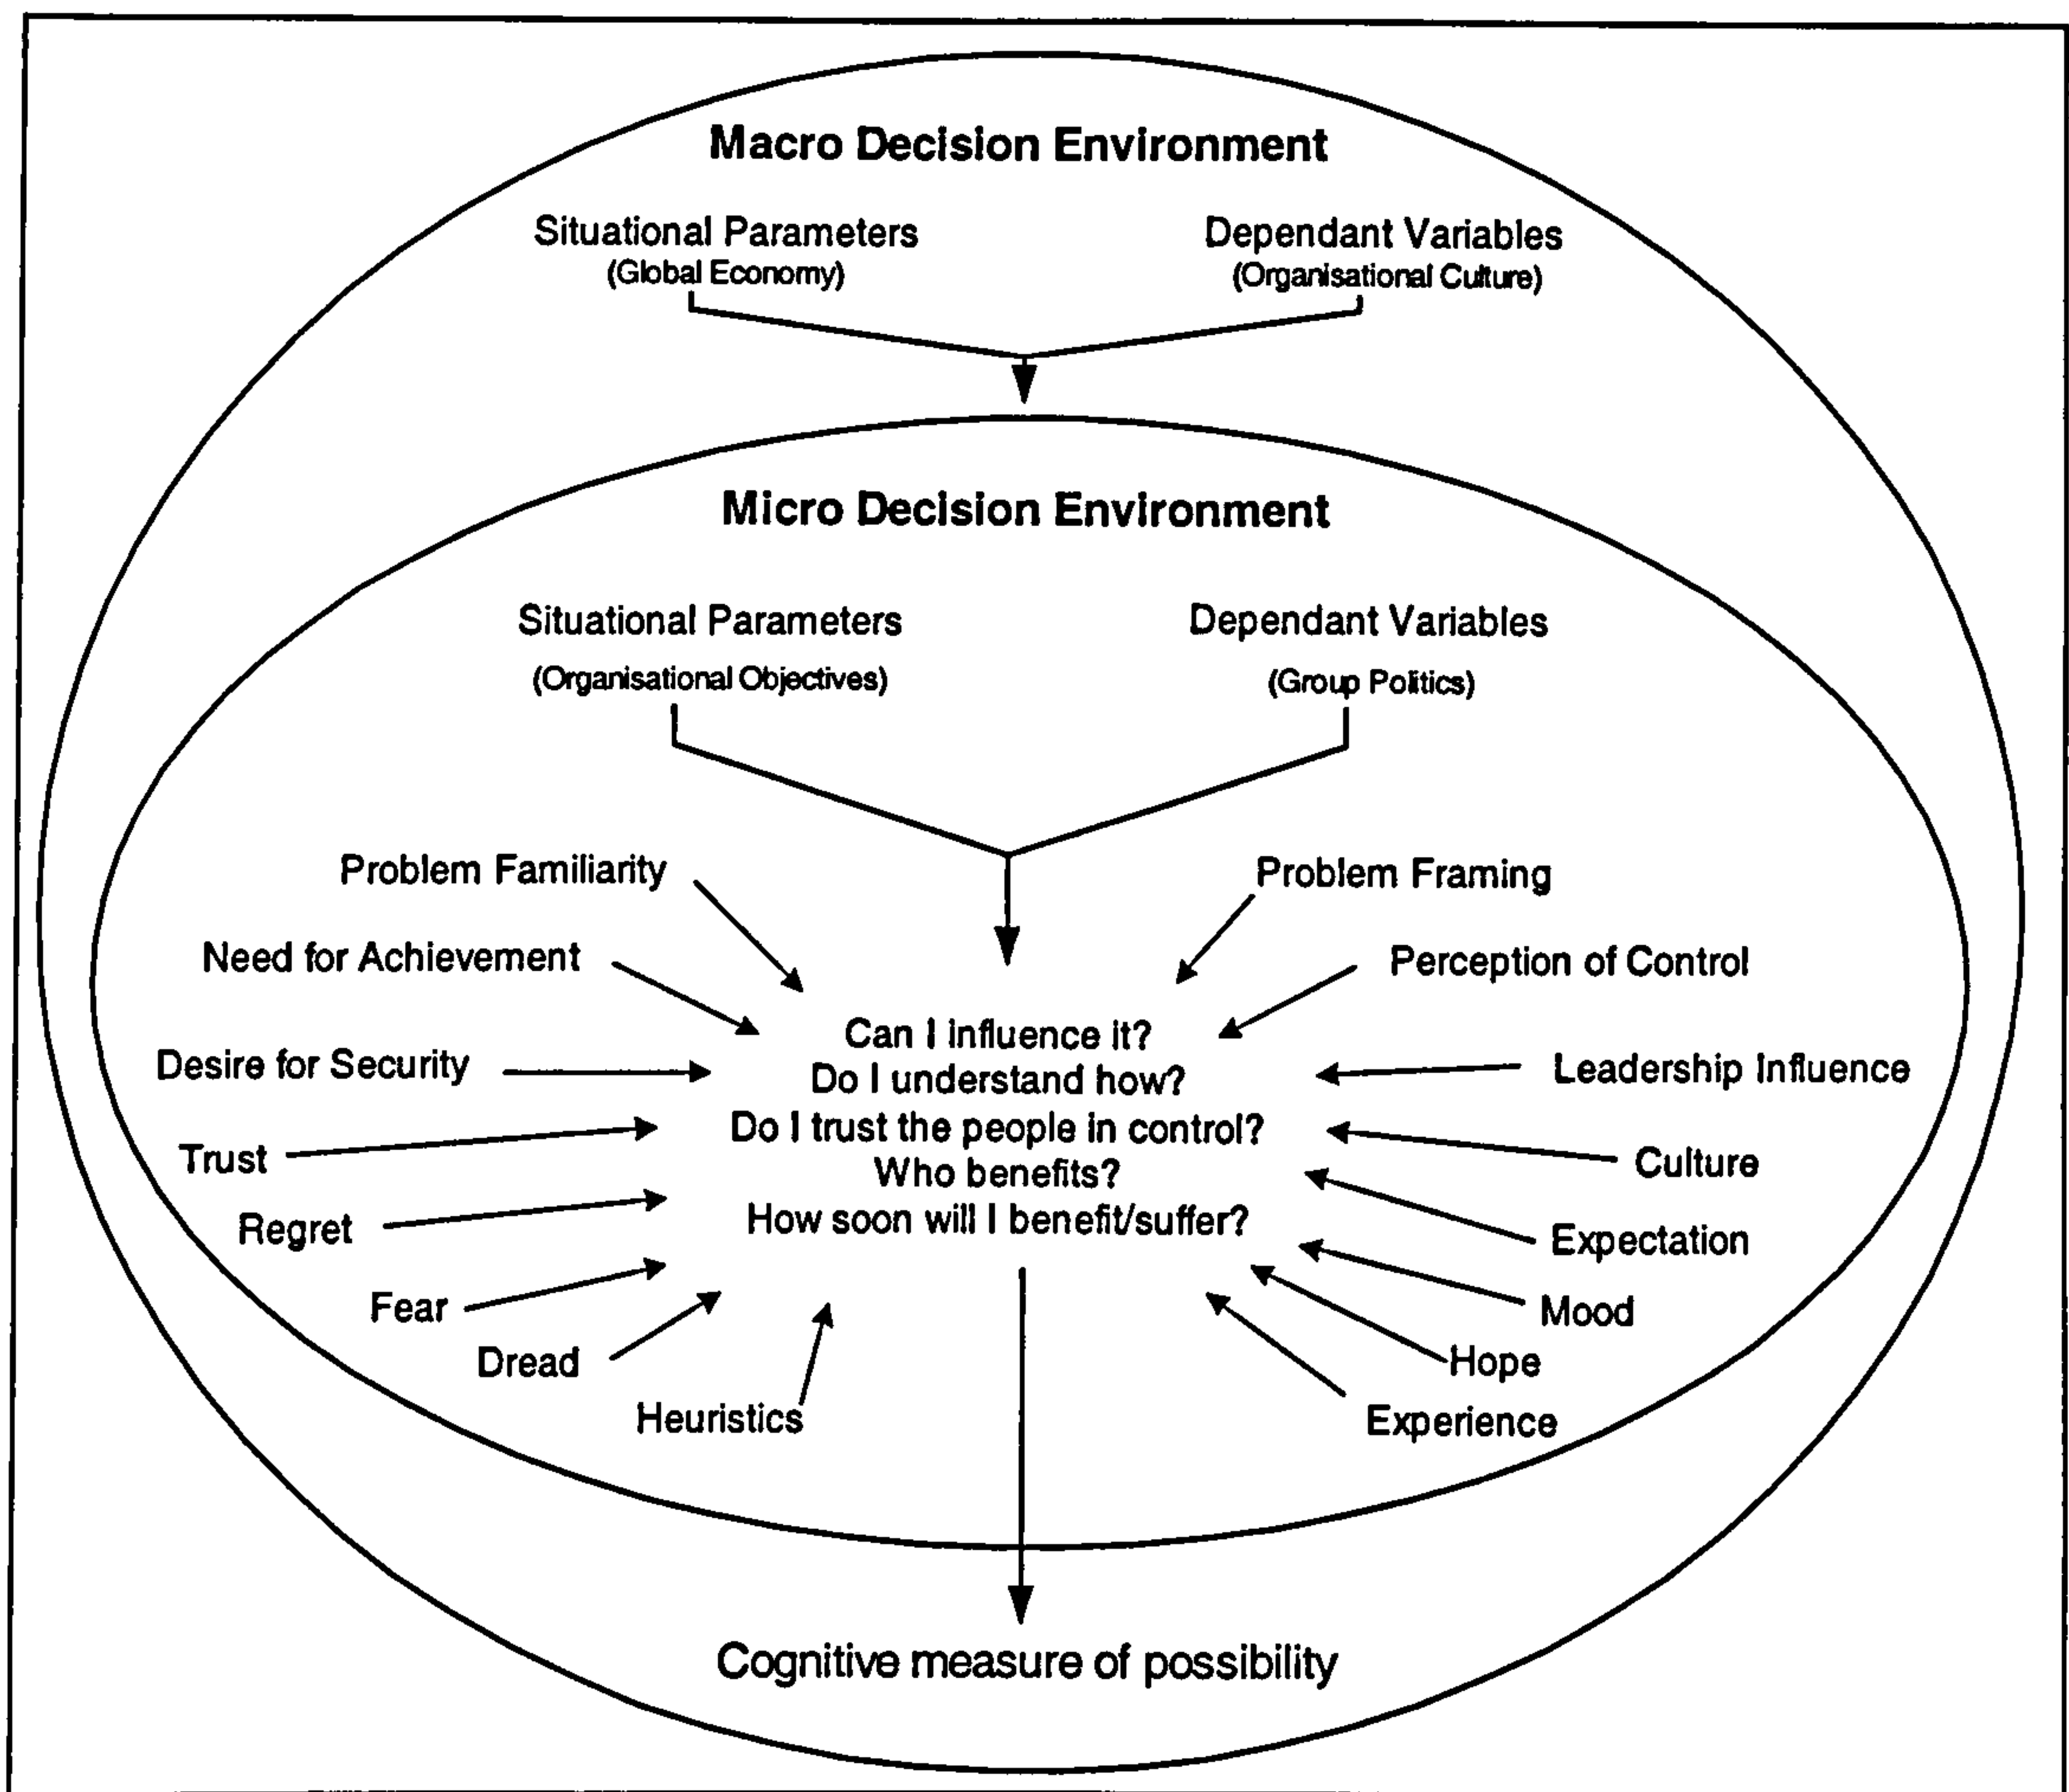 Macro Decision Environment
Situational Parameters
(Global Economy)
Dependant Variables
(Organisational Culture)
Micro Decision Environment
Situational Parameters
(Organisational Objectives)
Dependant Variables
(Group Politics)
Problem Familiarity
Need for Achievement
Desire for Security
Trust
Regret
Fear
Dread
Heuristics
Can I influence it?
Do I understand how?
Do I trust the people in control?
Who benefits?
How soon will I benefit/suffer?
Problem Framing
Perception of Control
Leadership Influence
Culture
Expectation
Mood
Hope
Experience
Cognitive measure of possibility